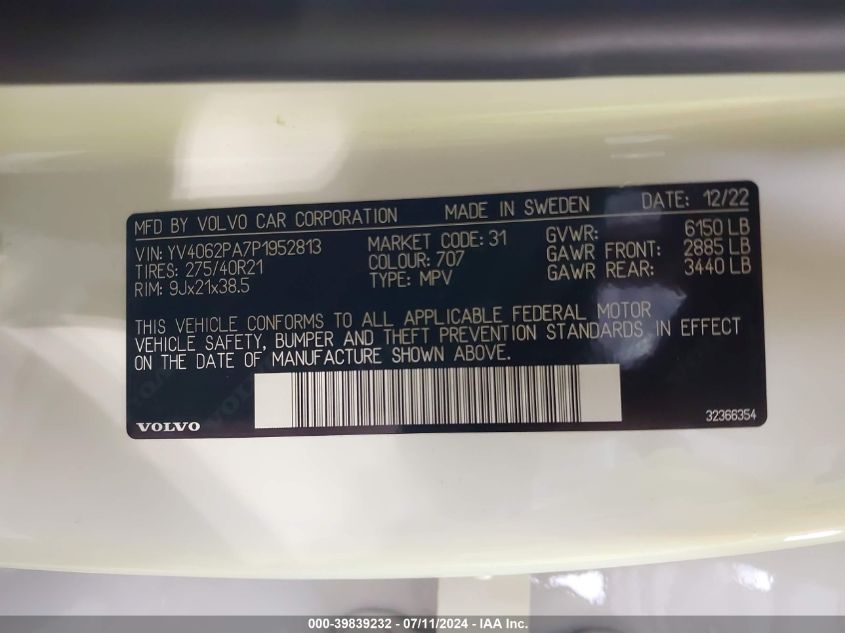 MFD BY VOLVO CAR CORPORATION MADE IN SWEDEN DATE: 12/22
VIN: YV4062PA7P1952813 MARKET CODE: 31 GVWR: 6150 LB
TIRES: 275/40R21 COLOUR: 707 GAWR FRONT: 2885 LB
RIM: 9Jx21x38.5 TYPE: MPV GAWR REAR: 3440 LB
THIS VEHICLE CONFORMS TO ALL APPLICABLE FEDERAL MOTOR
VEHICLE SAFETY, BUMPER AND THEFT PREVENTION STANDARDS IN EFFECT
ON THE DATE OF MANUFACTURE SHOWN ABOVE.
VOLVO 32366354
000-39839232 - 07/11/2024 - IAA Inc.